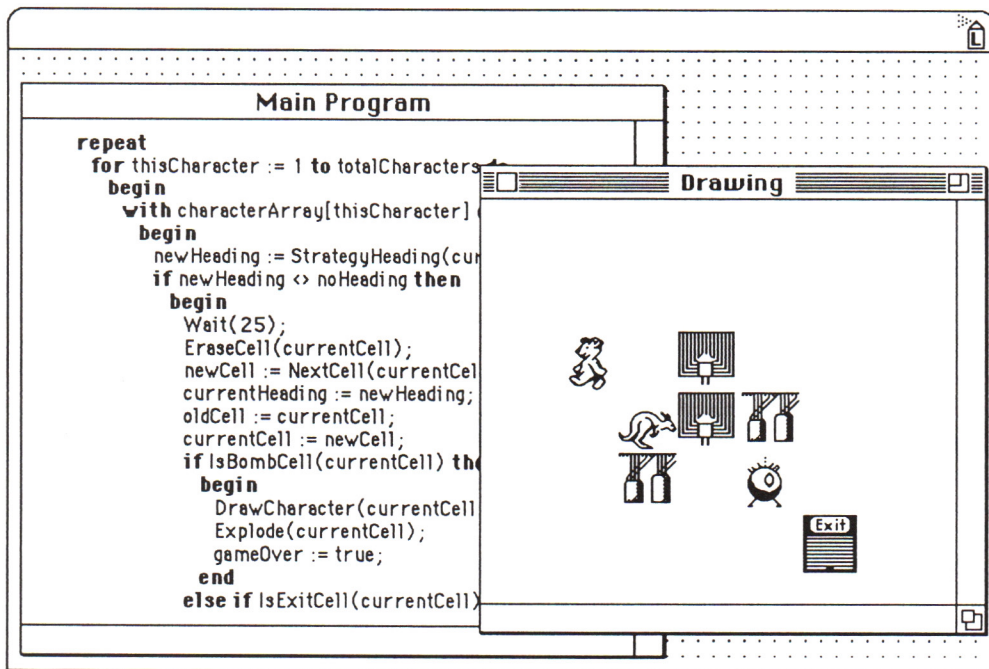 L
Main Program
repeat
for thisCharacter := 1 to totalCharacters
begin
with characterArray[thisCharacter]
begin
newHeading := StrategyHeading(cur
if newHeading <> noHeading then
begin
Wait(25);
EraseCell(currentCell);
newCell := NextCell(currentCel
currentHeading := newHeading;
oldCell := currentCell;
currentCell := newCell;
if IsBombCell(currentCell) the
begin
DrawCharacter(currentCell
Explode(currentCell);
gameOver := true;
end
else if IsExitCell(currentCell)
Drawing
Exit